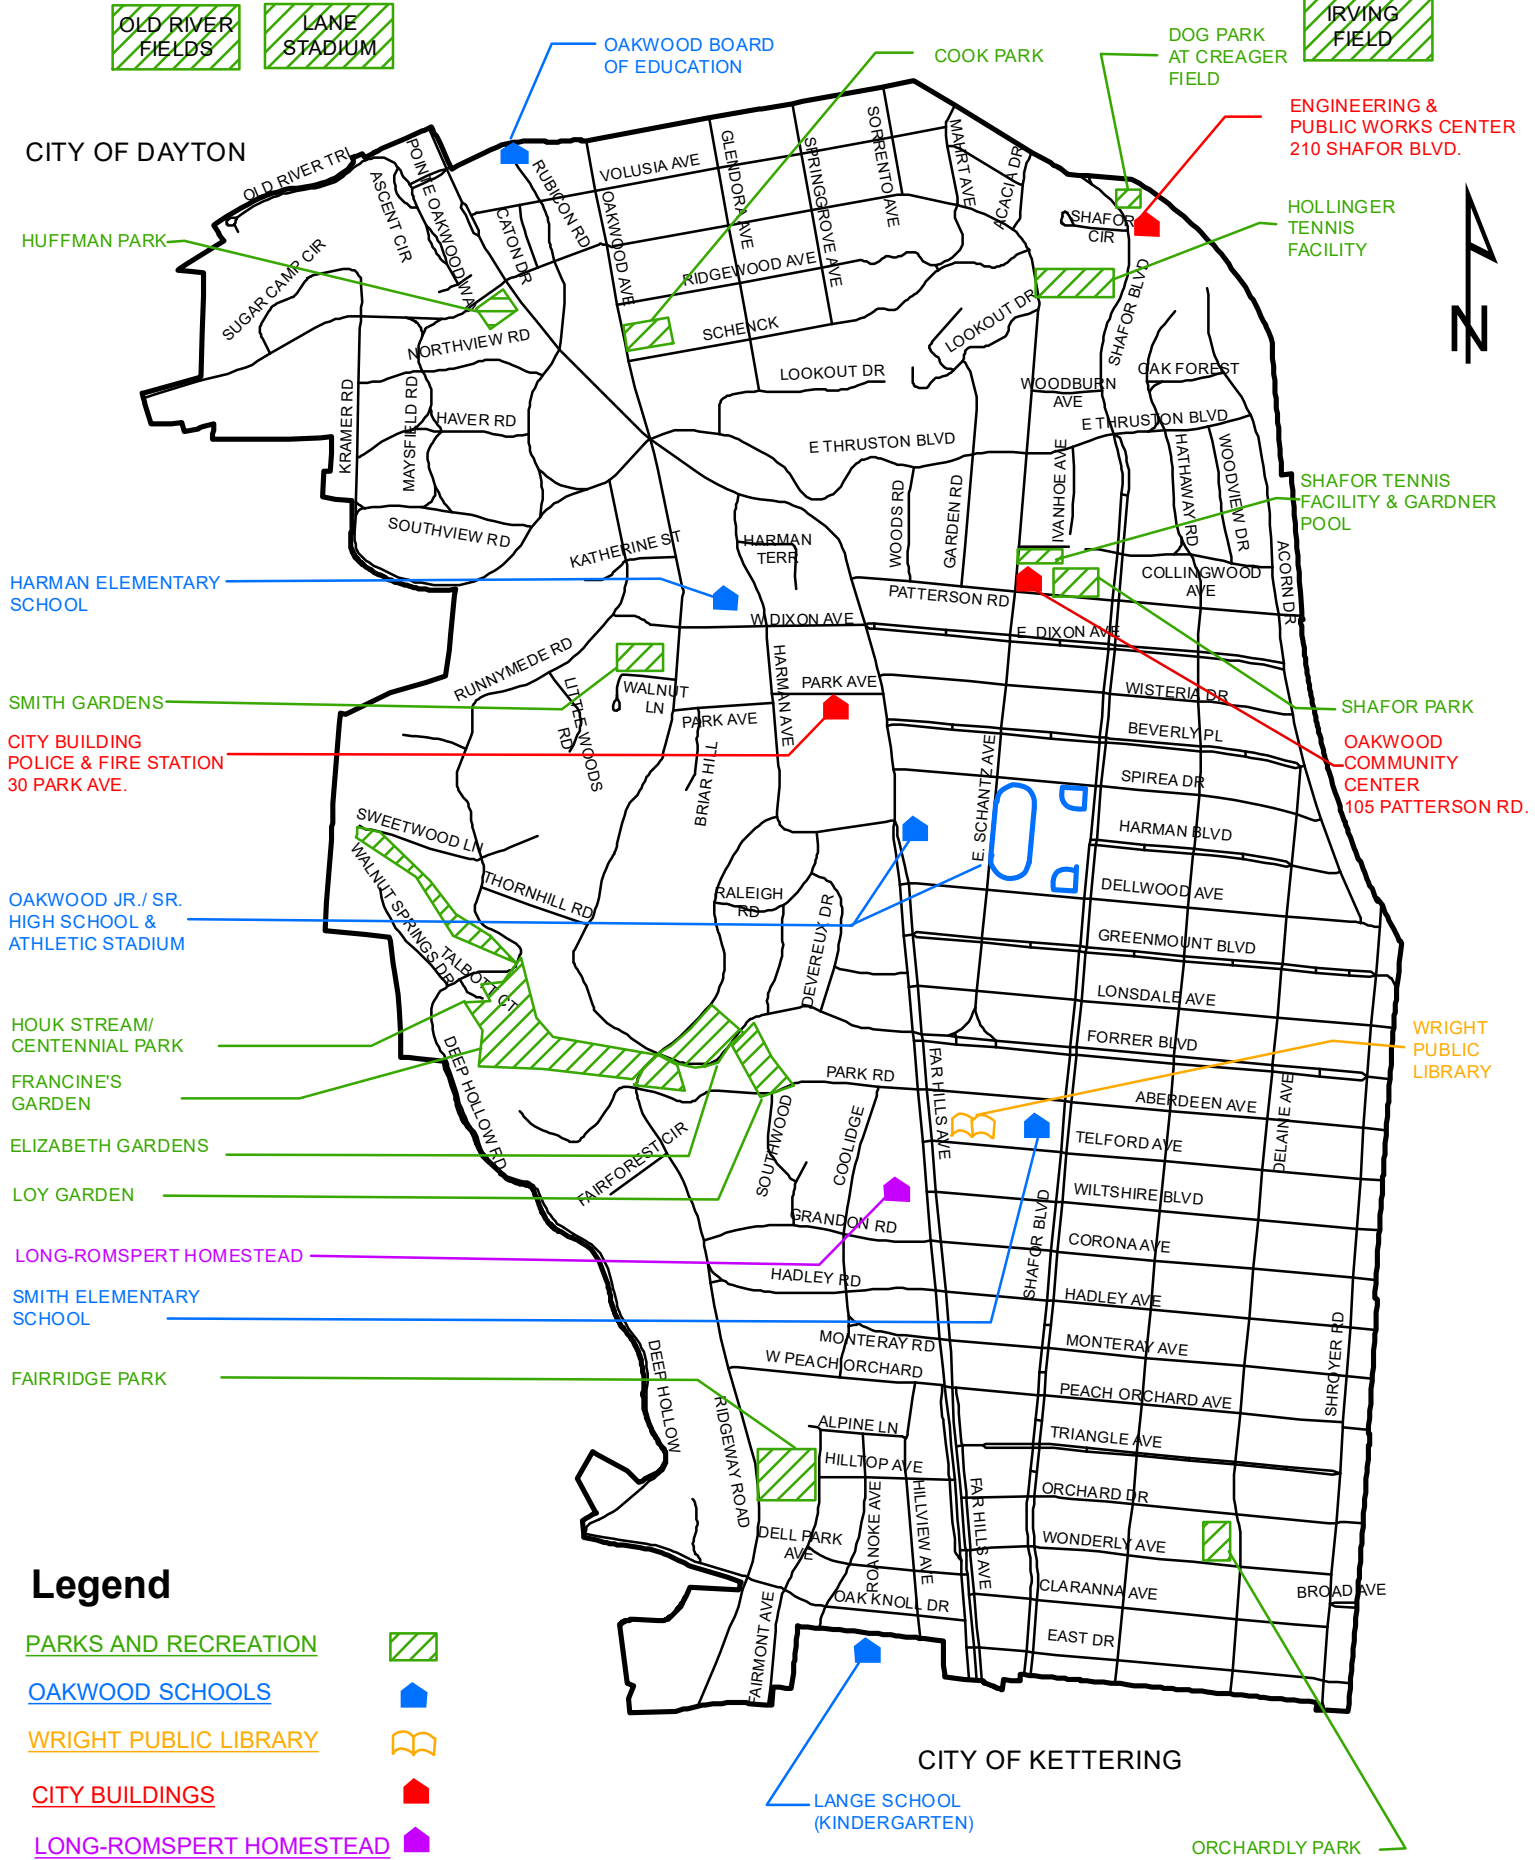 OLD RIVER
FIELDS
LANE
STADIUM
IRVING
FIELD
OAKWOOD BOARD
OF EDUCATION
COOK PARK
DOG PARK
AT CREAGER
FIELD
ENGINEERING &
PUBLIC WORKS CENTER
210 SHAFOR BLVD.
CITY OF DAYTON
HOLLINGER
TENNIS
FACILITY
HUFFMAN PARK
OLD RIVER TRL
ASCENT CIR
POINTE OAKWOOD WA
SUGAR CAMP CIR
CATON DR
RUBICON RD
VOLUSIA AVE
OAKWOOD AVE
GLENDORA AVE
SPRINGGROVE AVE
SORRENTO AVE
MAHRT AVE
ACACIA DR
SHAFOR
CIR
RIDGEWOOD AVE
SCHENCK
LOOKOUT DR
LOOKOUT DR
SHAFOR BLVD
NORTHVIEW RD
KRAMER RD
MAYSFIELD RD
HAVER RD
SOUTHVIEW RD
WOODBURN
AVE
OAK FOREST
E THRUSTON BLVD
E THRUSTON BLVD
IVANHOE AVE
HATHAWAY RD
WOODVIEW DR
ACORN DR
WOODS RD
GARDEN RD
SHAFOR TENNIS
FACILITY & GARDNER
POOL
KATHERINE ST
HARMAN
TERR
COLLINGWOOD
AVE
HARMAN ELEMENTARY
SCHOOL
PATTERSON RD
W DIXON AVE
E DIXON AVE
RUNNYMEDE RD
LITTLE WOODS
RD
WALNUT
LN
PARK AVE
PARK AVE
HARMAN AVE
BRIAR HILL
WISTERIA DR
BEVERLY PL
SPIREA DR
HARMAN BLVD
DELLWOOD AVE
E. SCHANTZ AVE
SMITH GARDENS
SHAFOR PARK
CITY BUILDING
POLICE & FIRE STATION
30 PARK AVE.
OAKWOOD
COMMUNITY
CENTER
105 PATTERSON RD.
SWEETWOOD LN
WALNUT SPRINGS DR
THORNHILL RD
TALBOTT CT
RALEIGH
RD
DEVEREUX DR
OAKWOOD JR./ SR.
HIGH SCHOOL &
ATHLETIC STADIUM
GREENMOUNT BLVD
LONSDALE AVE
FORRER BLVD
HOUK STREAM/
CENTENNIAL PARK
FRANCINE'S
GARDEN
WRIGHT
PUBLIC
LIBRARY
DEEP HOLLOW RD
PARK RD
FAR HILLS AVE
ABERDEEN AVE
DELAINE AVE
TELFORD AVE
ELIZABETH GARDENS
FAIRFOREST CIR
SOUTHWOOD
COOLIDGE
LOY GARDEN
WILTSHIRE BLVD
GRANDON RD
SHAFOR BLVD
CORONA AVE
LONG-ROMSPERT HOMESTEAD
HADLEY RD
HADLEY AVE
SMITH ELEMENTARY
SCHOOL
MONTERAY RD
MONTERAY AVE
W PEACH ORCHARD
PEACH ORCHARD AVE
SHROYER RD
FAIRRIDGE PARK
DEEP HOLLOW
RIDGEWAY ROAD
ALPINE LN
TRIANGLE AVE
HILLTOP AVE
ORCHARD DR
ROANOKE AVE
HILLVIEW AVE
FAR HILLS AVE
DELL PARK
AVE
WONDERLY AVE
CLARANNA AVE
BROAD AVE
OAK KNOLL DR
EAST DR
FAIRMONT AVE
N
Legend
PARKS AND RECREATION
OAKWOOD SCHOOLS
WRIGHT PUBLIC LIBRARY
CITY BUILDINGS
LONG-ROMSPERT HOMESTEAD
CITY OF KETTERING
LANGE SCHOOL
(KINDERGARTEN)
ORCHARDLY PARK